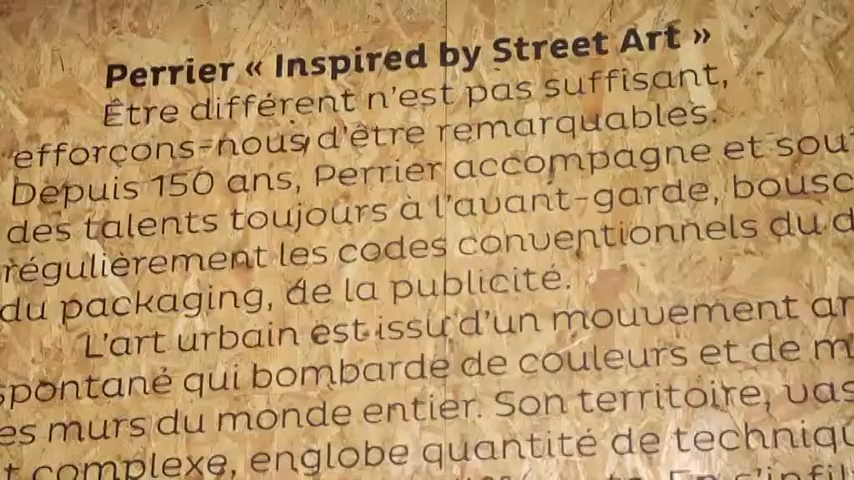 Perrier « Inspired by Street Art »
Être différent n'est pas suffisant,
efforçons-nous d'être remarquables.
Depuis 150 ans, Perrier accompagne et sout
des talents toujours à l'avant-garde, bousc
régulièrement les codes conventionnels du d
du packaging, de la publicité.
L'art urbain est issu d'un mouvement ar
spontané qui bombarde de couleurs et de m
es murs du monde entier. Son territoire, vas
t complexe, englobe quantité de techniqu